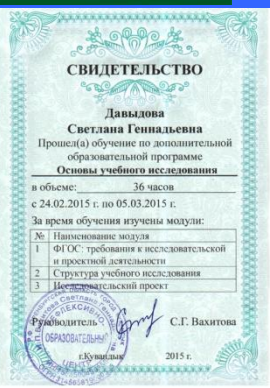 СВИДЕТЕЛЬСТВО
Давыдова
Светлана Геннадьевна
Прошел(а) обучение по дополнительной
образовательной программе
Основы учебного исследования
в объеме: 36 часов
с 24.02.2015 г. по 05.03.2015 г.
За время обучения изучены модули:
№ Наименование модуля
1 ФГОС: требования к исследовательской
и проектной деятельности
2 Структура учебного исследования
3 Исследовательский проект
Руководитель С.Г. Вахитова
ОБРАЗОВАТЕЛЬНЫЙ
ЦЕНТР
г.Кувандык 2015 г.